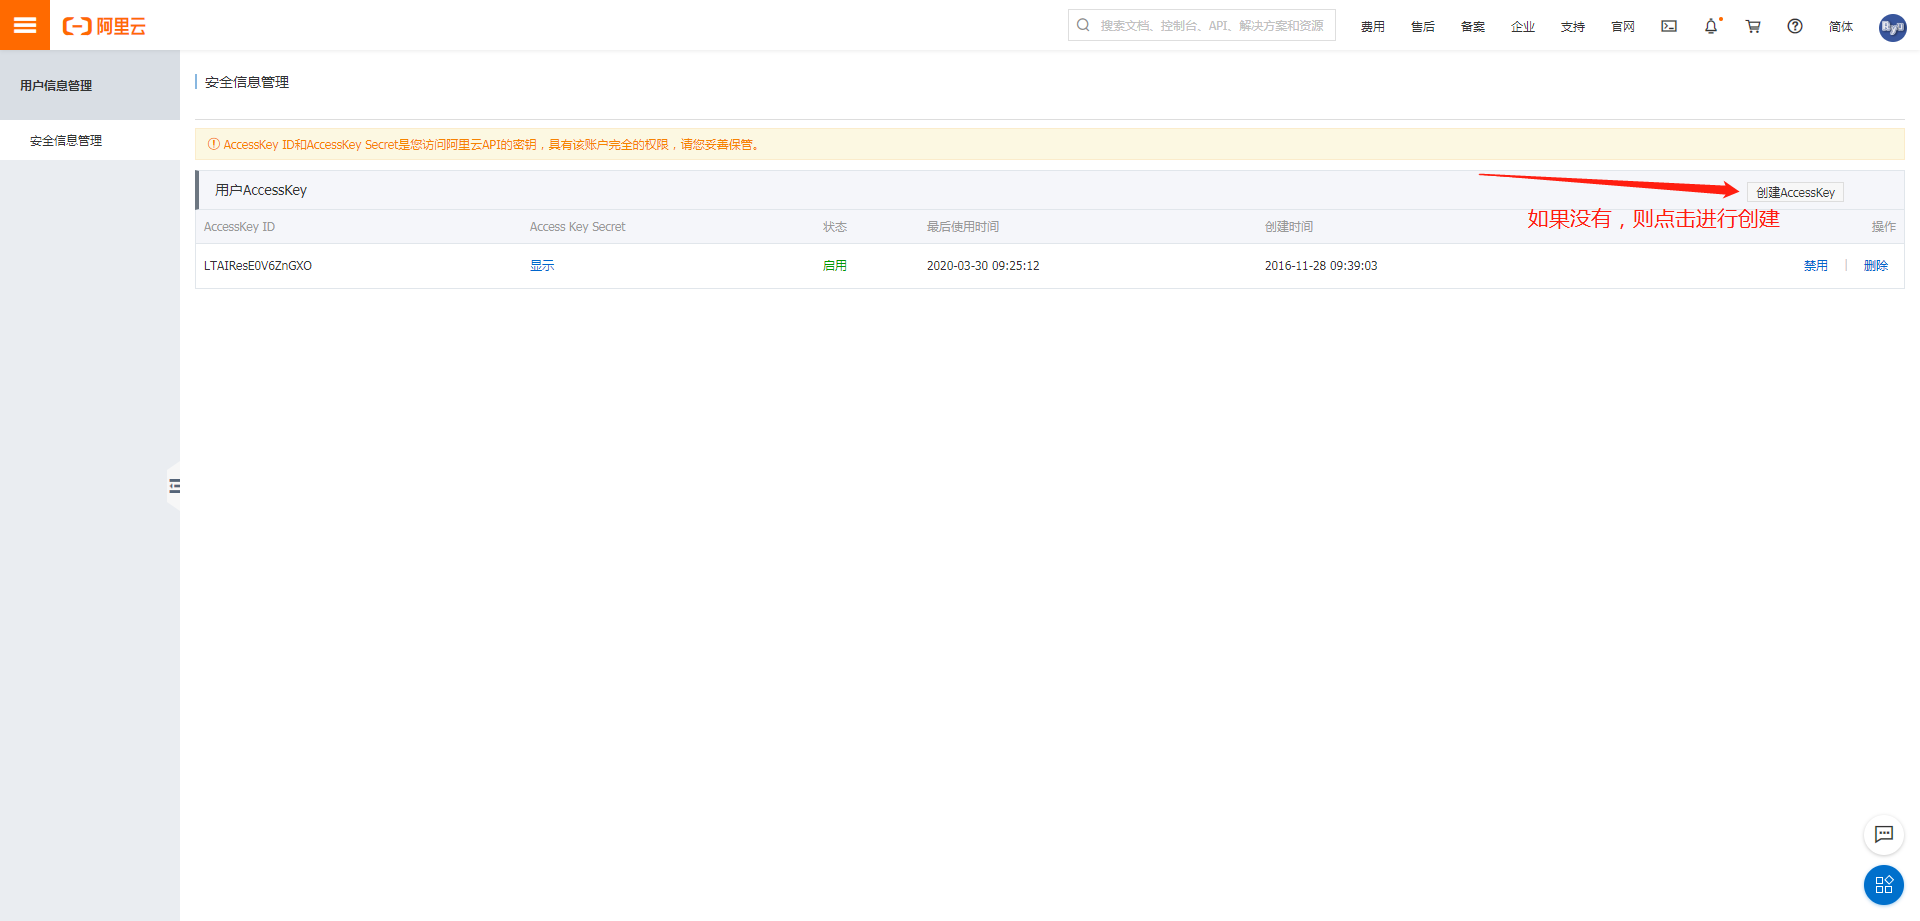 阿里云
搜索文档、控制台、API、解决方案和资源
费用 售后 备案 企业 支持 官网 简体
用户信息管理
安全信息管理
安全信息管理
AccessKey ID和AccessKey Secret是您访问阿里云API的密钥，具有该账户完全的权限，请您妥善保管。
用户AccessKey
创建AccessKey
如果没有，则点击进行创建
AccessKey ID Access Key Secret 状态 最后使用时间 创建时间 操作
LTAIResE0V6ZnGXO 显示 启用 2020-03-30 09:25:12 2016-11-28 09:39:03 禁用 | 删除